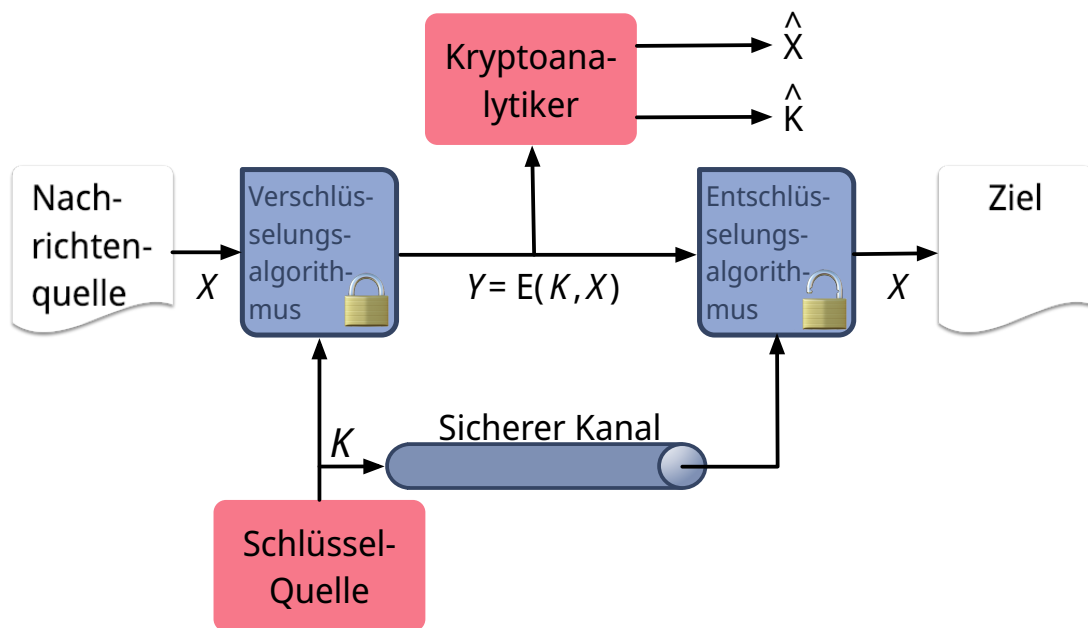 Kryptoana-
lytiker
^
X
^
K
Nach-
richten-
quelle
X
Verschlüs-
selungs-
algorith-
mus
Y = E(K,X)
Entschlüs-
selungs-
algorith-
mus
X
Ziel
Sicherer Kanal
K
Schlüssel-
Quelle